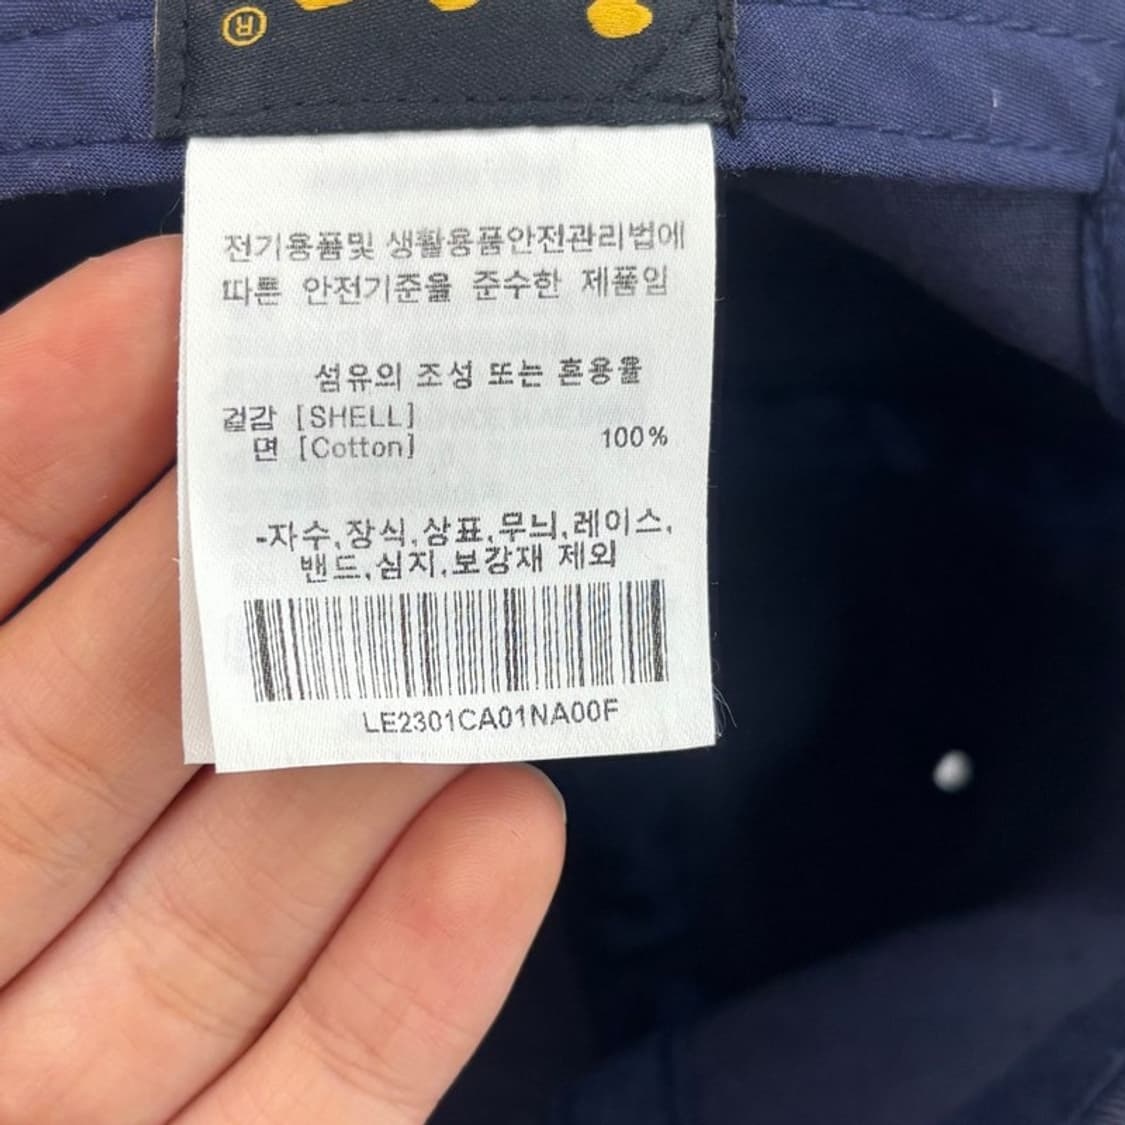 ®
전기용품및 생활용품안전관리법에
따른 안전기준을 준수한 제품임
섬유의 조성 또는 혼용율
겉감 [SHELL]
면 [Cotton] 100%
-자수,장식,상표,무늬,레이스,
밴드,심지,보강재 제외
LE2301CA01NA00F